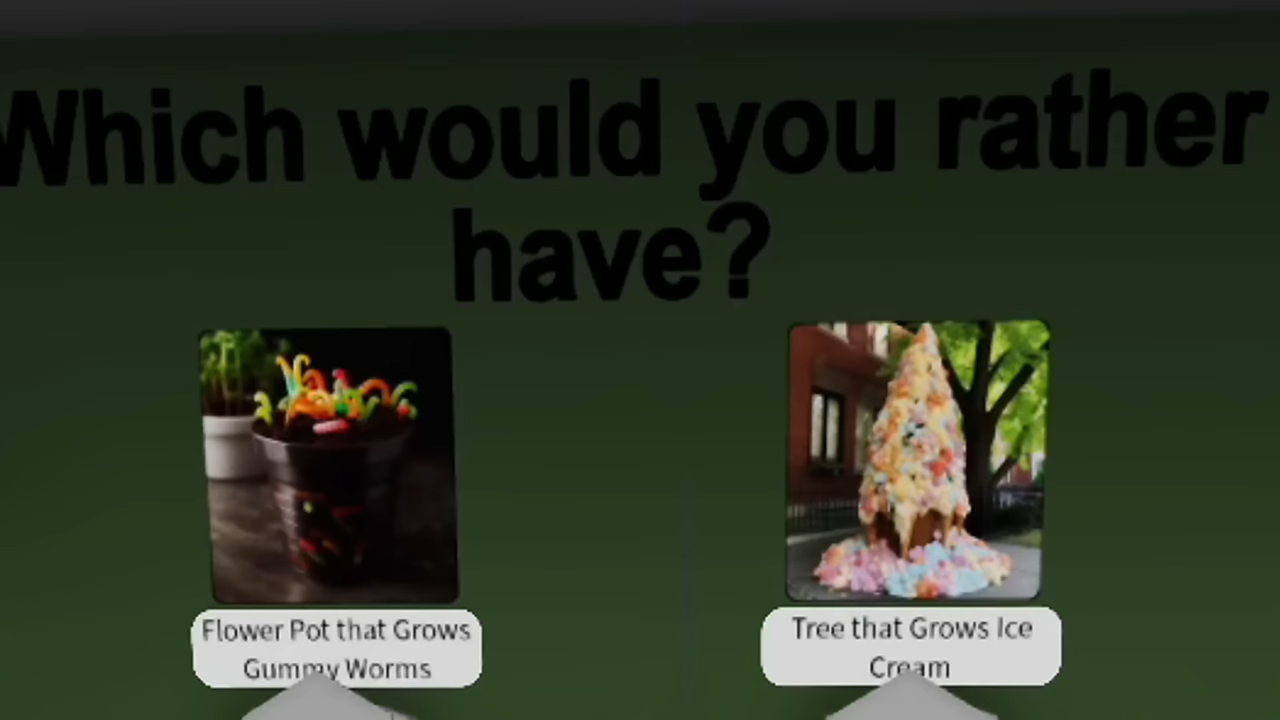 Which would you rather
have?
Flower Pot that Grows
Gummy Worms
Tree that Grows Ice
Cream